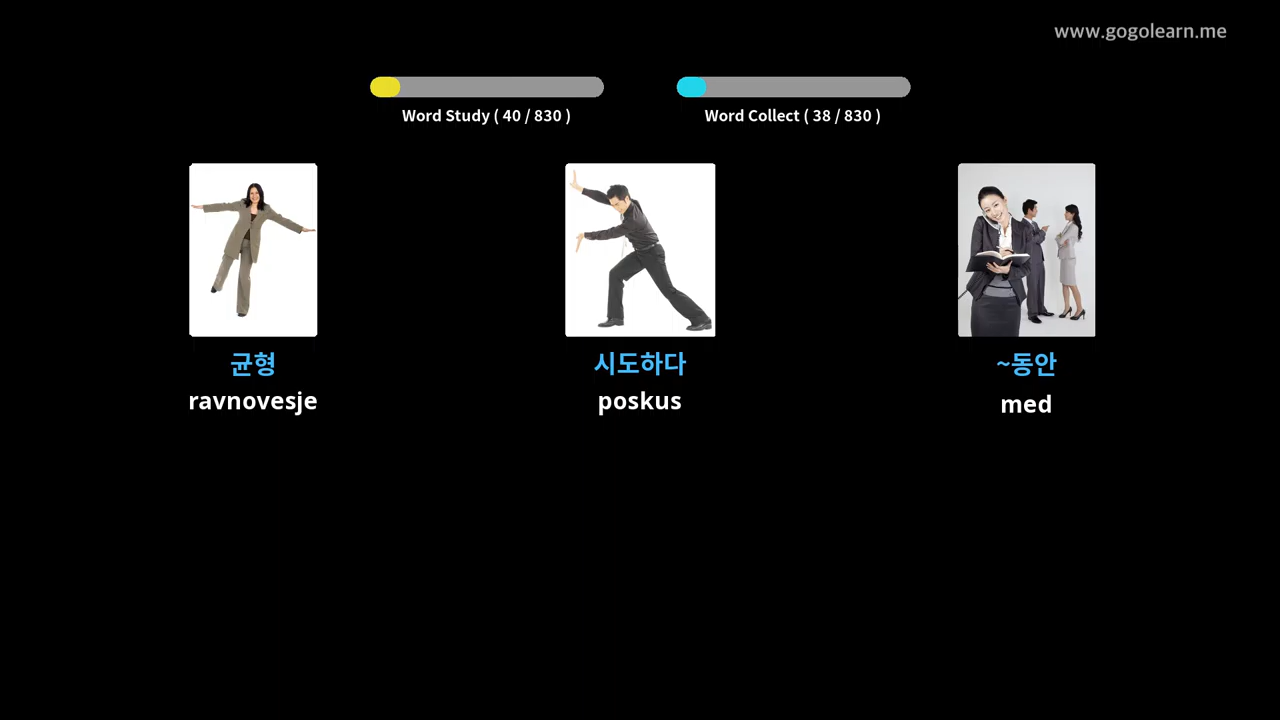 www.gogolearn.me
Word Study ( 40 / 830 )
Word Collect ( 38 / 830 )
균형
시도하다
~동안
ravnovesje
poskus
med